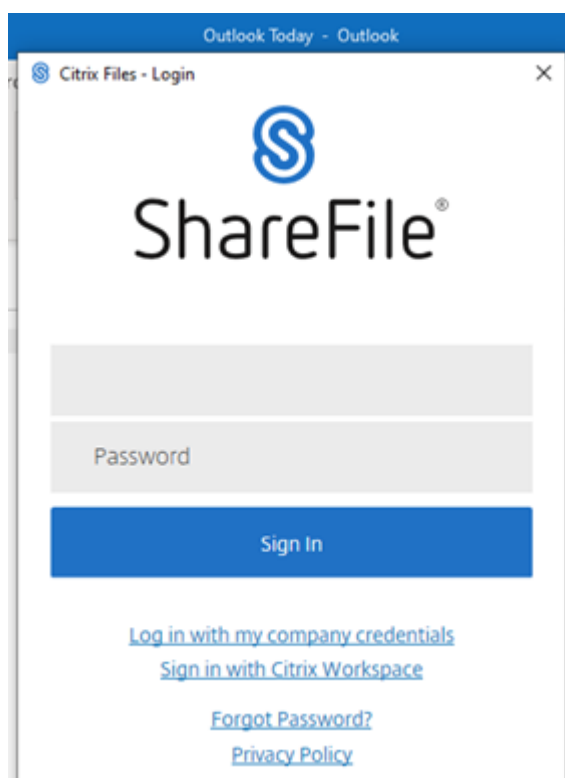 Outlook Today - Outlook
Citrix Files - Login
ShareFile®
Password
Sign In
Log in with my company credentials
Sign in with Citrix Workspace
Forgot Password?
Privacy Policy